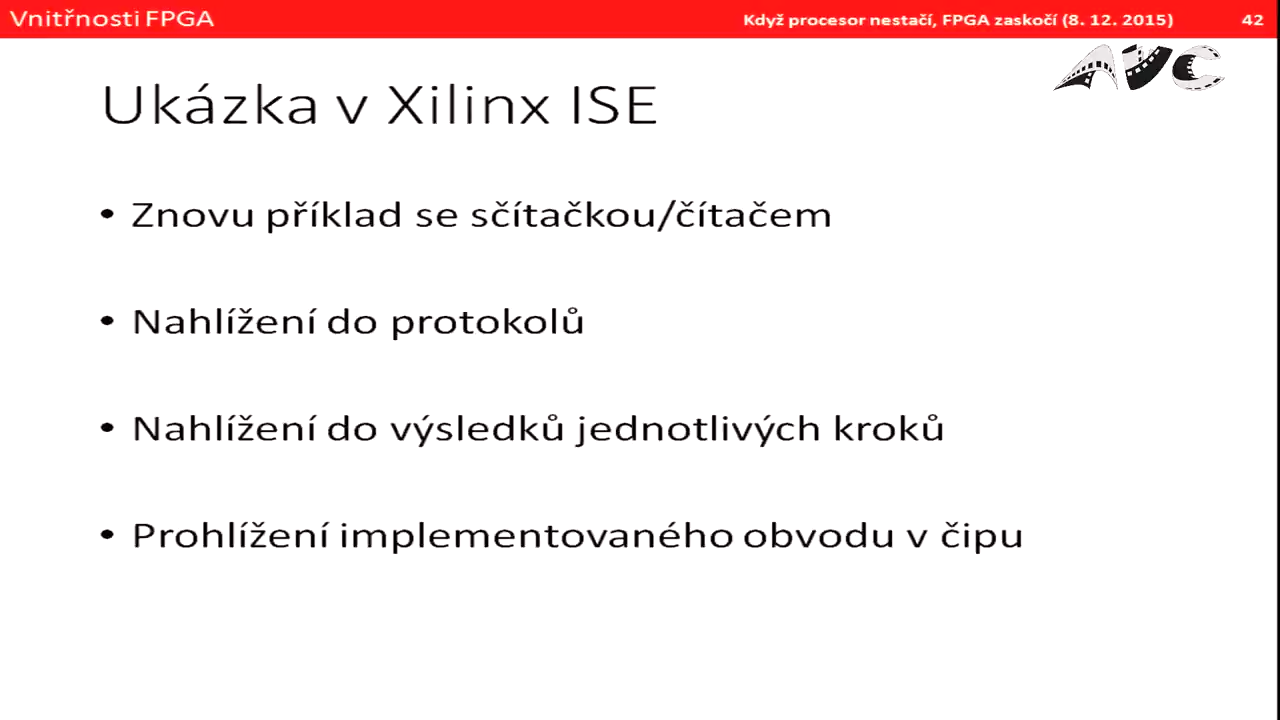 Vnitřnosti FPGA
Když procesor nestačí, FPGA zaskočí (8. 12. 2015)
42
AVC
Ukázka v Xilinx ISE
• Znovu příklad se sčítačkou/čítačem
• Nahlížení do protokolů
• Nahlížení do výsledků jednotlivých kroků
• Prohlížení implementovaného obvodu v čipu